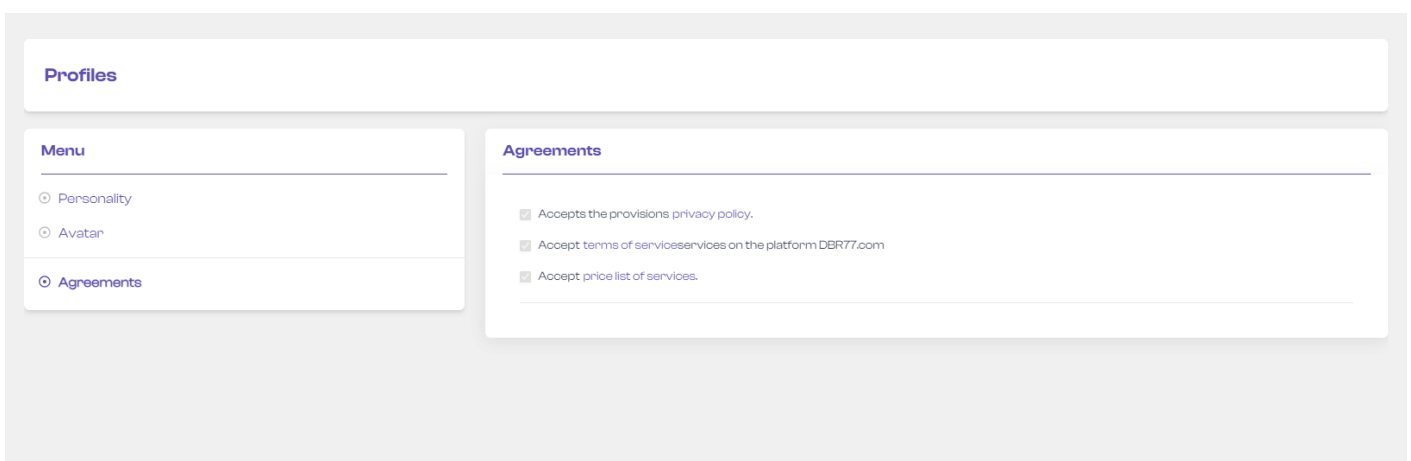 Profiles
Menu
Personality
Avatar
Agreements
Agreements
Accepts the provisions privacy policy.
Accept terms of serviceservices on the platform DBR77.com
Accept price list of services.